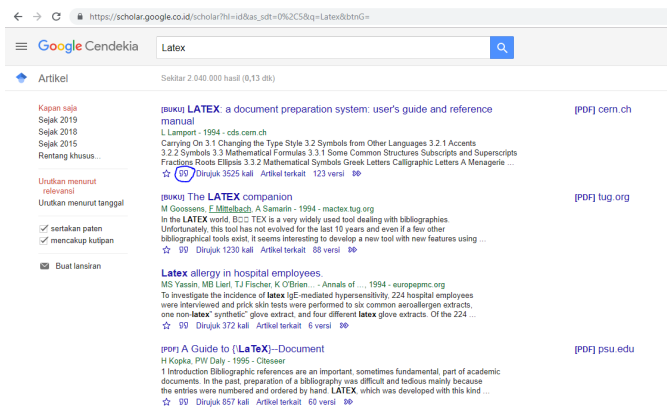 https://scholar.google.co.id/scholar?hl=id&as_sdt=0%2C5&q=Latex&btnG=
Google Cendekia
Latex
Artikel
Sekitar 2.040.000 hasil (0,13 dtk)
Kapan saja
Sejak 2019
Sejak 2018
Sejak 2015
Rentang khusus...
Urutkan menurut
relevansi
Urutkan menurut tanggal
sertakan paten
mencakup kutipan
Buat lansiran
[BUKU] LATEX: a document preparation system: user's guide and reference
manual
[PDF] cern.ch
L Lamport - 1994 - cds.cern.ch
Carrying On 3.1 Changing the Type Style 3.2 Symbols from Other Languages 3.2.1 Accents
3.2.2 Symbols 3.3 Mathematical Formulas 3.3.1 Some Common Structures Subscripts and Superscripts
Fractions Roots Ellipsis 3.3.2 Mathematical Symbols Greek Letters Calligraphic Letters A Menagerie ...
Dirujuk 3525 kali Artikel terkait 123 versi
[BUKU] The LATEX companion
[PDF] tug.org
M Goossens, F Mittelbach, A Samarin - 1994 - mactex.tug.org
In the LATEX world, B□□ TEX is a very widely used tool dealing with bibliographies.
Unfortunately, this tool has not evolved for the last 10 years and even if a few other
bibliographical tools exist, it seems interesting to develop a new tool with new features using ...
Dirujuk 1230 kali Artikel terkait 88 versi
Latex allergy in hospital employees.
MS Yassin, MB Lierl, TJ Fischer, K O'Brien... - Annals of ..., 1994 - europepmc.org
To investigate the incidence of latex IgE-mediated hypersensitivity, 224 hospital employees
were interviewed and prick skin tests were performed to six common aeroallergen extracts,
one non-latex" synthetic" glove extract, and four different latex glove extracts. Of the 224 ...
Dirujuk 372 kali Artikel terkait 6 versi
[PDF] A Guide to {\LaTeX}--Document
[PDF] psu.edu
H Kopka, PW Daly - 1995 - Citeseer
1 Introduction Bibliographic references are an important, sometimes fundamental, part of academic
documents. In the past, preparation of a bibliography was difficult and tedious mainly because
the entries were numbered and ordered by hand. LATEX, which was developed with this kind ...
Dirujuk 857 kali Artikel terkait 60 versi